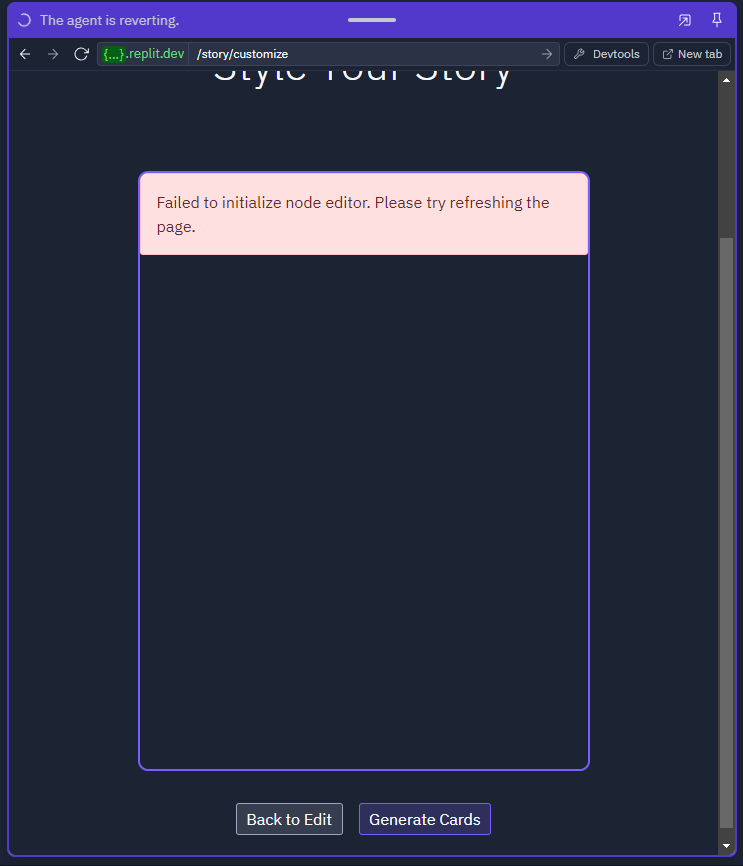 The agent is reverting.
{...}.replit.dev /story/customize Devtools New tab
Style Your Story
Failed to initialize node editor. Please try refreshing the
page.
Back to Edit Generate Cards